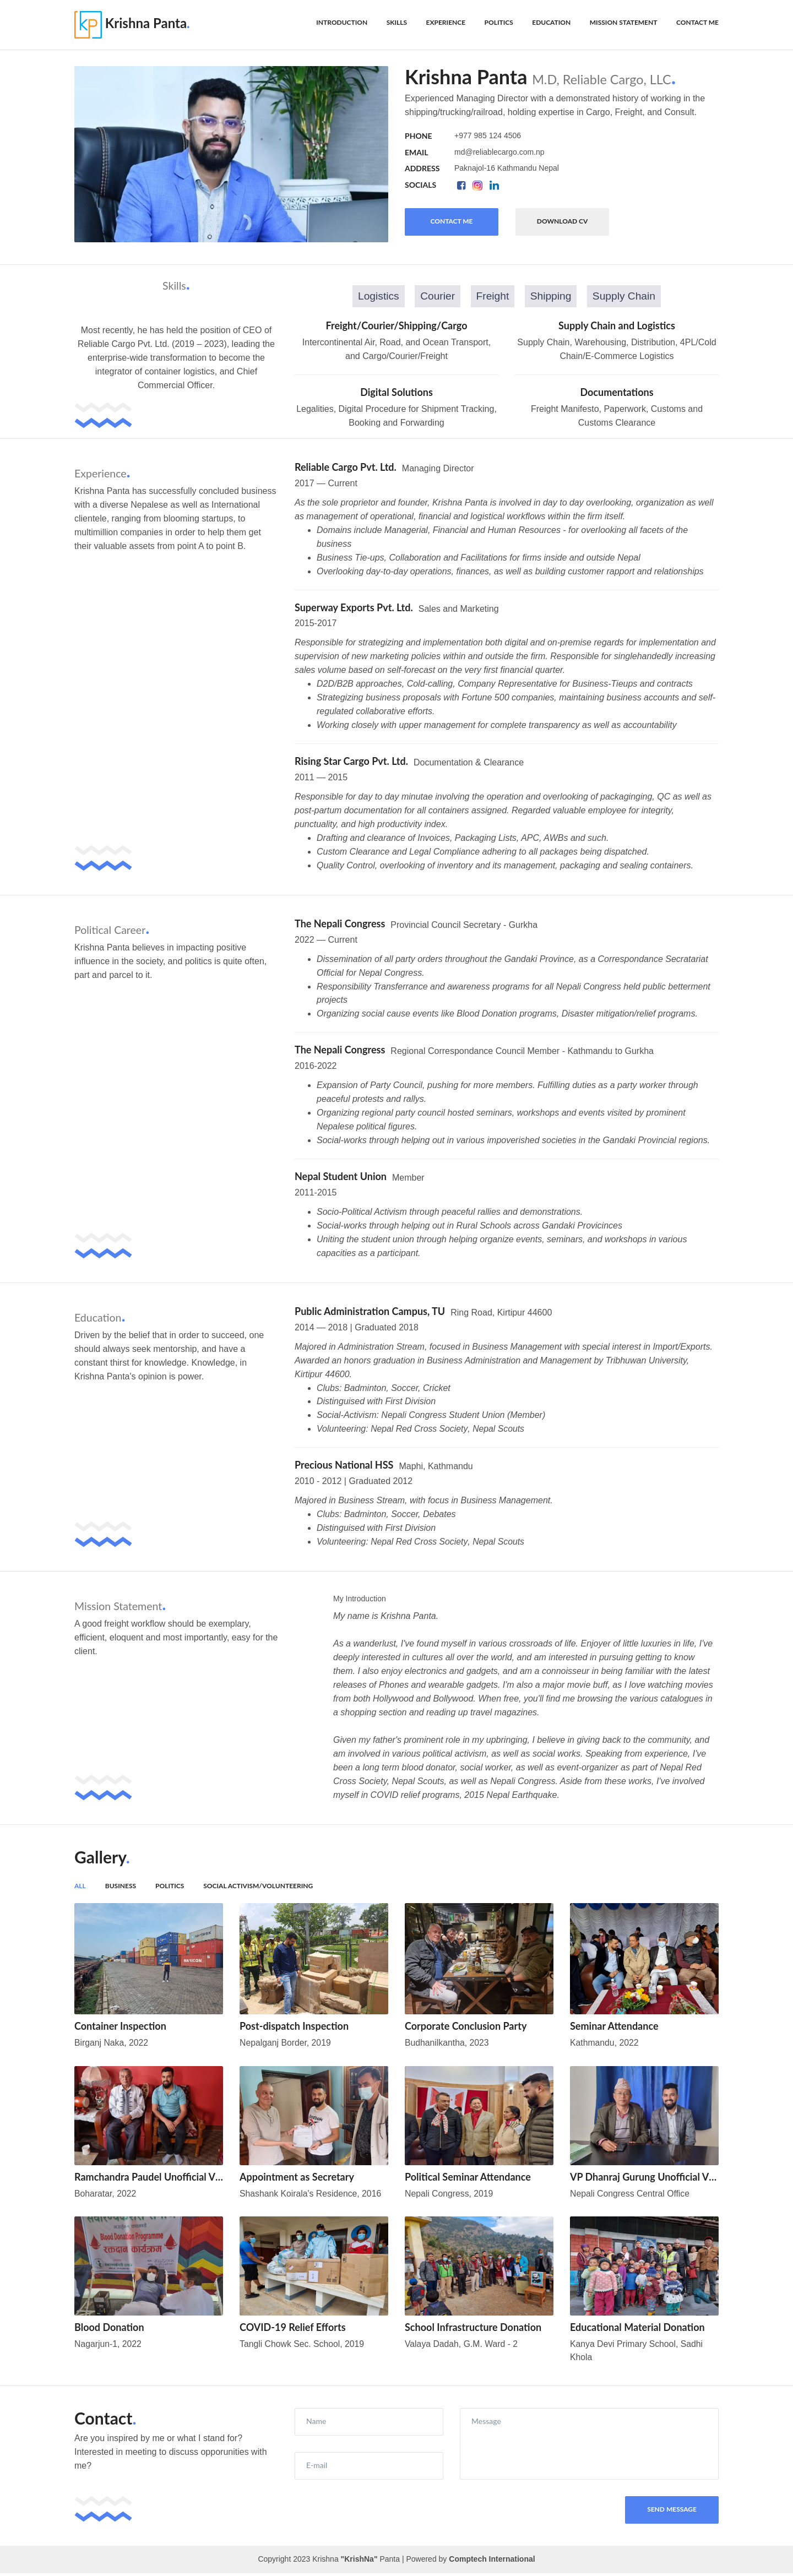 KP Krishna Panta.
INTRODUCTION SKILLS EXPERIENCE POLITICS EDUCATION MISSION STATEMENT CONTACT ME
Krishna Panta M.D, Reliable Cargo, LLC.
Experienced Managing Director with a demonstrated history of working in the
shipping/trucking/railroad, holding expertise in Cargo, Freight, and Consult.
PHONE +977 985 124 4506
EMAIL md@reliablecargo.com.np
ADDRESS Paknajol-16 Kathmandu Nepal
SOCIALS
CONTACT ME DOWNLOAD CV
Skills.
Most recently, he has held the position of CEO of
Reliable Cargo Pvt. Ltd. (2019 – 2023), leading the
enterprise-wide transformation to become the
integrator of container logistics, and Chief
Commercial Officer.
Logistics Courier Freight Shipping Supply Chain
Freight/Courier/Shipping/Cargo
Intercontinental Air, Road, and Ocean Transport,
and Cargo/Courier/Freight
Supply Chain and Logistics
Supply Chain, Warehousing, Distribution, 4PL/Cold
Chain/E-Commerce Logistics
Digital Solutions
Legalities, Digital Procedure for Shipment Tracking,
Booking and Forwarding
Documentations
Freight Manifesto, Paperwork, Customs and
Customs Clearance
Experience.
Krishna Panta has successfully concluded business
with a diverse Nepalese as well as International
clientele, ranging from blooming startups, to
multimillion companies in order to help them get
their valuable assets from point A to point B.
Reliable Cargo Pvt. Ltd. Managing Director
2017 — Current
As the sole proprietor and founder, Krishna Panta is involved in day to day overlooking, organization as well
as management of operational, financial and logistical workflows within the firm itself.
• Domains include Managerial, Financial and Human Resources - for overlooking all facets of the
business
• Business Tie-ups, Collaboration and Facilitations for firms inside and outside Nepal
• Overlooking day-to-day operations, finances, as well as building customer rapport and relationships
Superway Exports Pvt. Ltd. Sales and Marketing
2015-2017
Responsible for strategizing and implementation both digital and on-premise regards for implementation and
supervision of new marketing policies within and outside the firm. Responsible for singlehandedly increasing
sales volume based on self-forecast on the very first financial quarter.
• D2D/B2B approaches, Cold-calling, Company Representative for Business-Tieups and contracts
• Strategizing business proposals with Fortune 500 companies, maintaining business accounts and self-
regulated collaborative efforts.
• Working closely with upper management for complete transparency as well as accountability
Rising Star Cargo Pvt. Ltd. Documentation & Clearance
2011 — 2015
Responsible for day to day minutae involving the operation and overlooking of packaginging, QC as well as
post-partum documentation for all containers assigned. Regarded valuable employee for integrity,
punctuality, and high productivity index.
• Drafting and clearance of Invoices, Packaging Lists, APC, AWBs and such.
• Custom Clearance and Legal Compliance adhering to all packages being dispatched.
• Quality Control, overlooking of inventory and its management, packaging and sealing containers.
Political Career.
Krishna Panta believes in impacting positive
influence in the society, and politics is quite often,
part and parcel to it.
The Nepali Congress Provincial Council Secretary - Gurkha
2022 — Current
• Dissemination of all party orders throughout the Gandaki Province, as a Correspondance Secratariat
Official for Nepal Congress.
• Responsibility Transferrance and awareness programs for all Nepali Congress held public betterment
projects
• Organizing social cause events like Blood Donation programs, Disaster mitigation/relief programs.
The Nepali Congress Regional Correspondance Council Member - Kathmandu to Gurkha
2016-2022
• Expansion of Party Council, pushing for more members. Fulfilling duties as a party worker through
peaceful protests and rallys.
• Organizing regional party council hosted seminars, workshops and events visited by prominent
Nepalese political figures.
• Social-works through helping out in various impoverished societies in the Gandaki Provincial regions.
Nepal Student Union Member
2011-2015
• Socio-Political Activism through peaceful rallies and demonstrations.
• Social-works through helping out in Rural Schools across Gandaki Provicinces
• Uniting the student union through helping organize events, seminars, and workshops in various
capacities as a participant.
Education.
Driven by the belief that in order to succeed, one
should always seek mentorship, and have a
constant thirst for knowledge. Knowledge, in
Krishna Panta's opinion is power.
Public Administration Campus, TU Ring Road, Kirtipur 44600
2014 — 2018 | Graduated 2018
Majored in Administration Stream, focused in Business Management with special interest in Import/Exports.
Awarded an honors graduation in Business Administration and Management by Tribhuwan University,
Kirtipur 44600.
• Clubs: Badminton, Soccer, Cricket
• Distinguised with First Division
• Social-Activism: Nepali Congress Student Union (Member)
• Volunteering: Nepal Red Cross Society, Nepal Scouts
Precious National HSS Maphi, Kathmandu
2010 - 2012 | Graduated 2012
Majored in Business Stream, with focus in Business Management.
• Clubs: Badminton, Soccer, Debates
• Distinguised with First Division
• Volunteering: Nepal Red Cross Society, Nepal Scouts
Mission Statement.
A good freight workflow should be exemplary,
efficient, eloquent and most importantly, easy for the
client.
My Introduction
My name is Krishna Panta.
As a wanderlust, I've found myself in various crossroads of life. Enjoyer of little luxuries in life, I've
deeply interested in cultures all over the world, and am interested in pursuing getting to know
them. I also enjoy electronics and gadgets, and am a connoisseur in being familiar with the latest
releases of Phones and wearable gadgets. I'm also a major movie buff, as I love watching movies
from both Hollywood and Bollywood. When free, you'll find me browsing the various catalogues in
a shopping section and reading up travel magazines.
Given my father's prominent role in my upbringing, I believe in giving back to the community, and
am involved in various political activism, as well as social works. Speaking from experience, I've
been a long term blood donator, social worker, as well as event-organizer as part of Nepal Red
Cross Society, Nepal Scouts, as well as Nepali Congress. Aside from these works, I've involved
myself in COVID relief programs, 2015 Nepal Earthquake.
Gallery.
ALL BUSINESS POLITICS SOCIAL ACTIVISM/VOLUNTEERING
Container Inspection
Birganj Naka, 2022
Post-dispatch Inspection
Nepalganj Border, 2019
Corporate Conclusion Party
Budhanilkantha, 2023
Seminar Attendance
Kathmandu, 2022
Ramchandra Paudel Unofficial V...
Boharatar, 2022
Appointment as Secretary
Shashank Koirala's Residence, 2016
Political Seminar Attendance
Nepali Congress, 2019
VP Dhanraj Gurung Unofficial V...
Nepali Congress Central Office
Blood Donation Programme
रक्तदान कार्यक्रम
Blood Donation
Nagarjun-1, 2022
COVID-19 Relief Efforts
Tangli Chowk Sec. School, 2019
School Infrastructure Donation
Valaya Dadah, G.M. Ward - 2
Educational Material Donation
Kanya Devi Primary School, Sadhi
Khola
Contact.
Are you inspired by me or what I stand for?
Interested in meeting to discuss opporunities with
me?
Name
E-mail
Message
SEND MESSAGE
Copyright 2023 Krishna "KrishNa" Panta | Powered by Comptech International